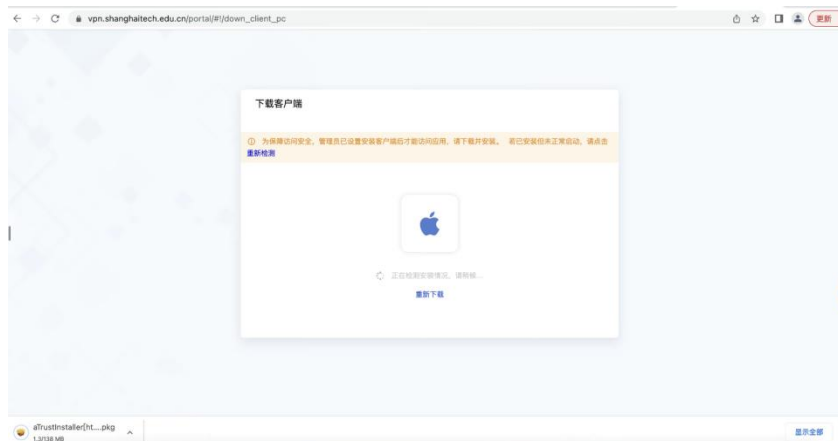 vpn.shanghaitech.edu.cn/portal/#!/down_client_pc
更新
下载客户端
为保障访问安全，管理员已设置安装客户端后才能访问应用，请下载并安装。 若已安装但未正常启动，请点击
重新检测
正在检测安装情况，请稍候...
重新下载
aTrustInstaller[ht....pkg
1.3/138 MB
显示全部